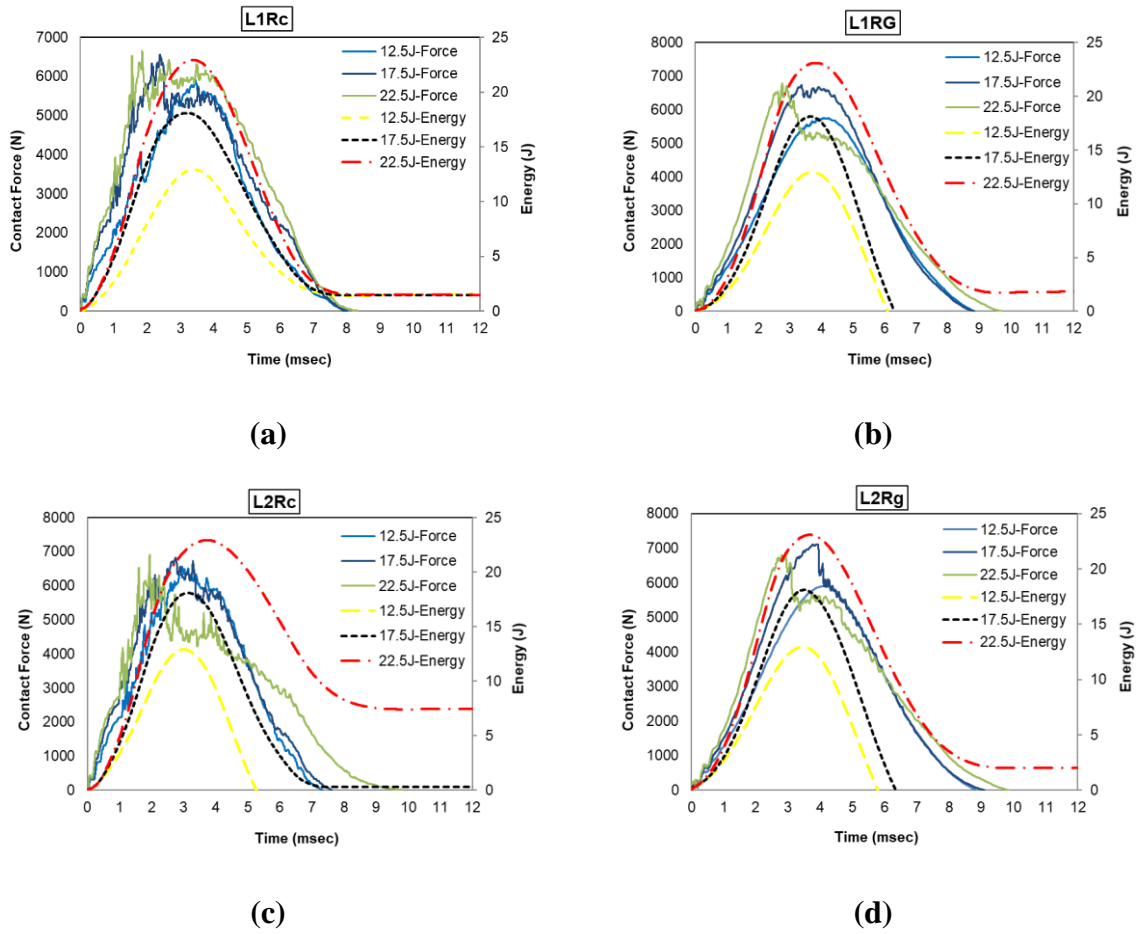 L1Rc
7000
6000
5000
4000
3000
2000
1000
0
Contact Force (N)
0 1 2 3 4 5 6 7 8 9 10 11 12
Time (msec)
25
20
15
10
5
0
Energy (J)
12.5J-Force
17.5J-Force
22.5J-Force
12.5J-Energy
17.5J-Energy
22.5J-Energy
(a)
L1RG
8000
7000
6000
5000
4000
3000
2000
1000
0
Contact Force (N)
0 1 2 3 4 5 6 7 8 9 10 11 12
Time (msec)
25
20
15
10
5
0
Energy (J)
12.5J-Force
17.5J-Force
22.5J-Force
12.5J-Energy
17.5J-Energy
22.5J-Energy
(b)
L2Rc
8000
7000
6000
5000
4000
3000
2000
1000
0
Contact Force (N)
0 1 2 3 4 5 6 7 8 9 10 11 12
Time (msec)
25
20
15
10
5
0
Energy (J)
12.5J-Force
17.5J-Force
22.5J-Force
12.5J-Energy
17.5J-Energy
22.5J-Energy
(c)
L2Rg
8000
7000
6000
5000
4000
3000
2000
1000
0
Contact Force (N)
0 1 2 3 4 5 6 7 8 9 10 11 12
Time (msec)
25
20
15
10
5
0
Energy (J)
12.5J-Force
17.5J-Force
22.5J-Force
12.5J-Energy
17.5J-Energy
22.5J-Energy
(d)